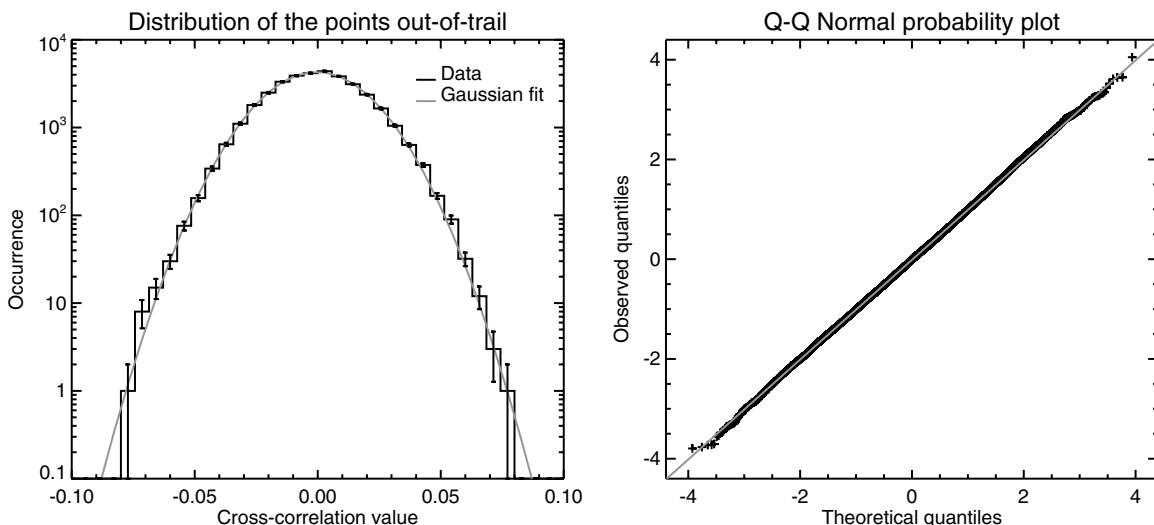 Distribution of the points out-of-trail
10^4
10^3
10^2
10
1
0.1
Occurrence
Data
Gaussian fit
-0.10 -0.05 0.00 0.05 0.10
Cross-correlation value
Q-Q Normal probability plot
4
2
0
-2
-4
Observed quantiles
-4 -2 0 2 4
Theoretical quantiles